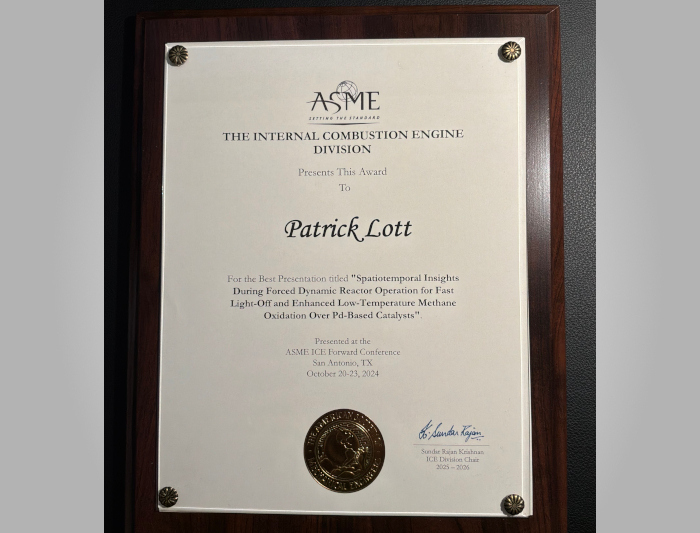 ASME
SETTING THE STANDARD
THE INTERNAL COMBUSTION ENGINE
DIVISION
Presents This Award
To
Patrick Lott
For the Best Presentation titled "Spatiotemporal Insights
During Forced Dynamic Reactor Operation for Fast
Light-Off and Enhanced Low-Temperature Methane
Oxidation Over Pd-Based Catalysts".
Presented at the
ASME ICE Forward Conference
San Antonio, TX
October 20-23, 2024
Sundar Rajan Krishnan
ICE Division Chair
2025 – 2026